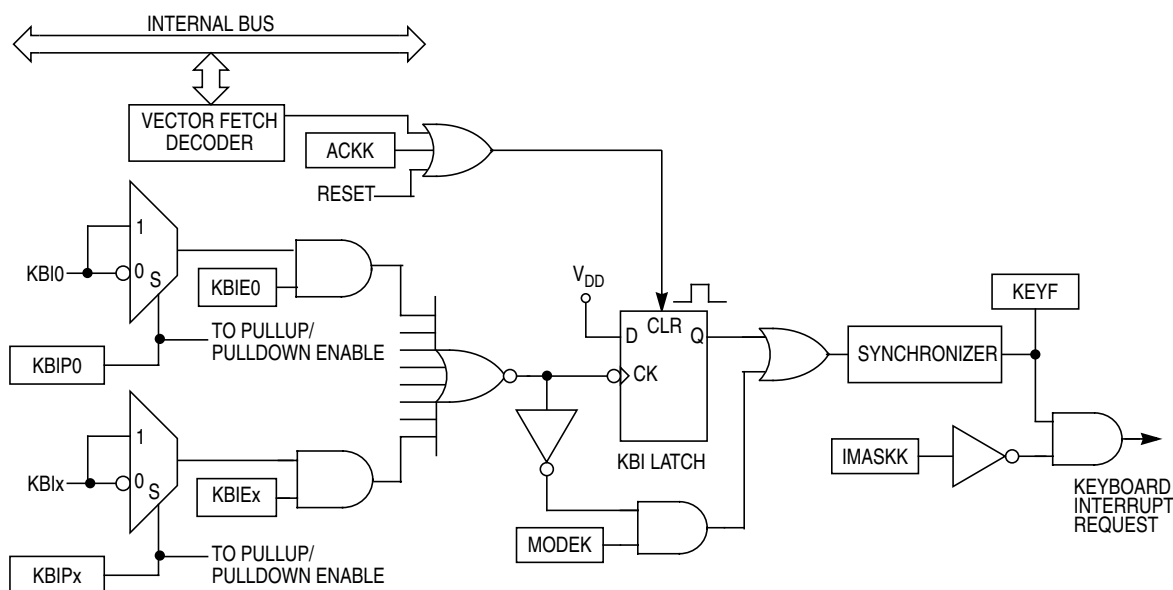 INTERNAL BUS
VECTOR FETCH
DECODER
ACKK
RESET
1
KBI0
0
S
KBIE0
TO PULLUP/
PULLDOWN ENABLE
KBIP0
VDD
CLR
D
Q
CK
KBI LATCH
SYNCHRONIZER
KEYF
1
KBIx
0
S
KBIEx
TO PULLUP/
PULLDOWN ENABLE
KBIPx
MODEK
IMASKK
KEYBOARD
INTERRUPT
REQUEST